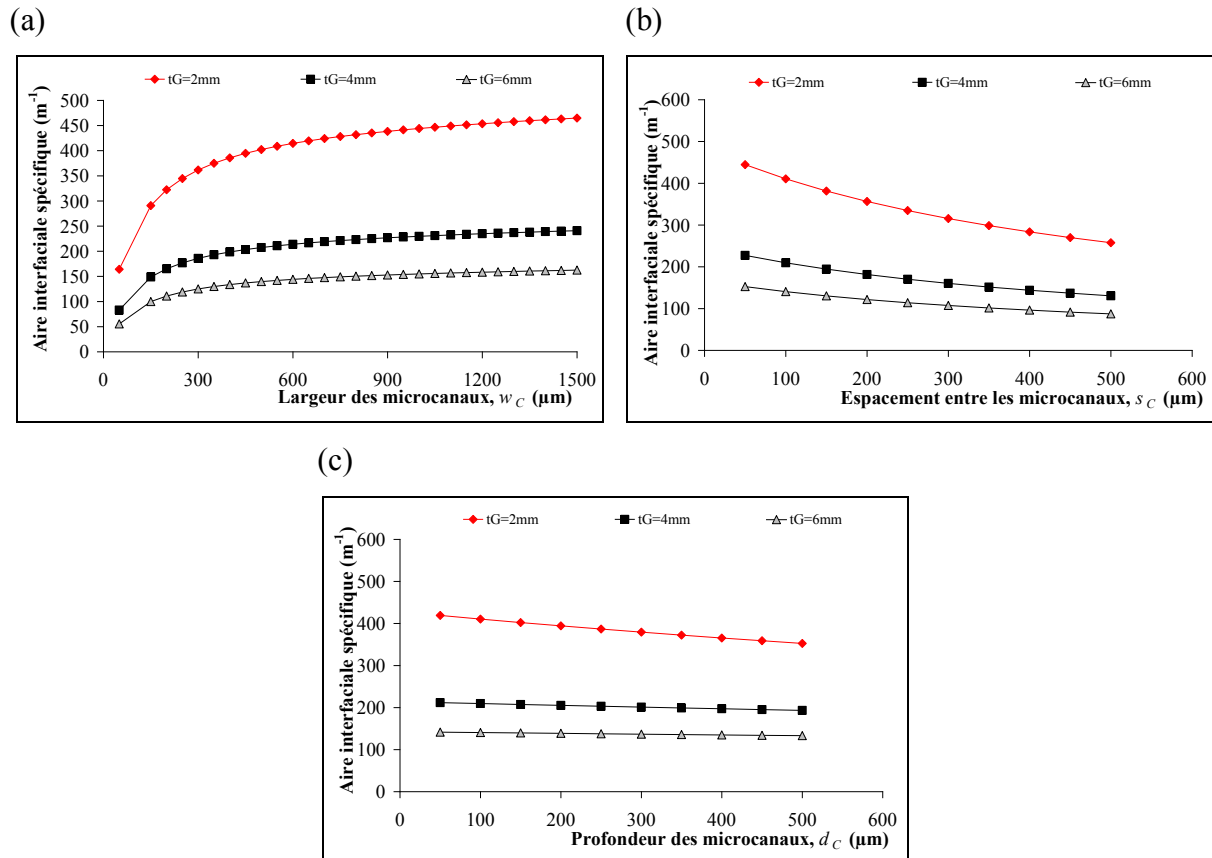 (a)
tG=2mm tG=4mm tG=6mm
Aire interfaciale spécifique (m-1)
500
450
400
350
300
250
200
150
100
50
0
0 300 600 900 1200 1500
Largeur des microcanaux, w C (µm)
(b)
tG=2mm tG=4mm tG=6mm
Aire interfaciale spécifique (m-1)
600
500
400
300
200
100
0
0 100 200 300 400 500 600
Espacement entre les microcanaux, s C (µm)
(c)
tG=2mm tG=4mm tG=6mm
Aire interfaciale spécifique (m-1)
600
500
400
300
200
100
0
0 100 200 300 400 500 600
Profondeur des microcanaux, d C (µm)